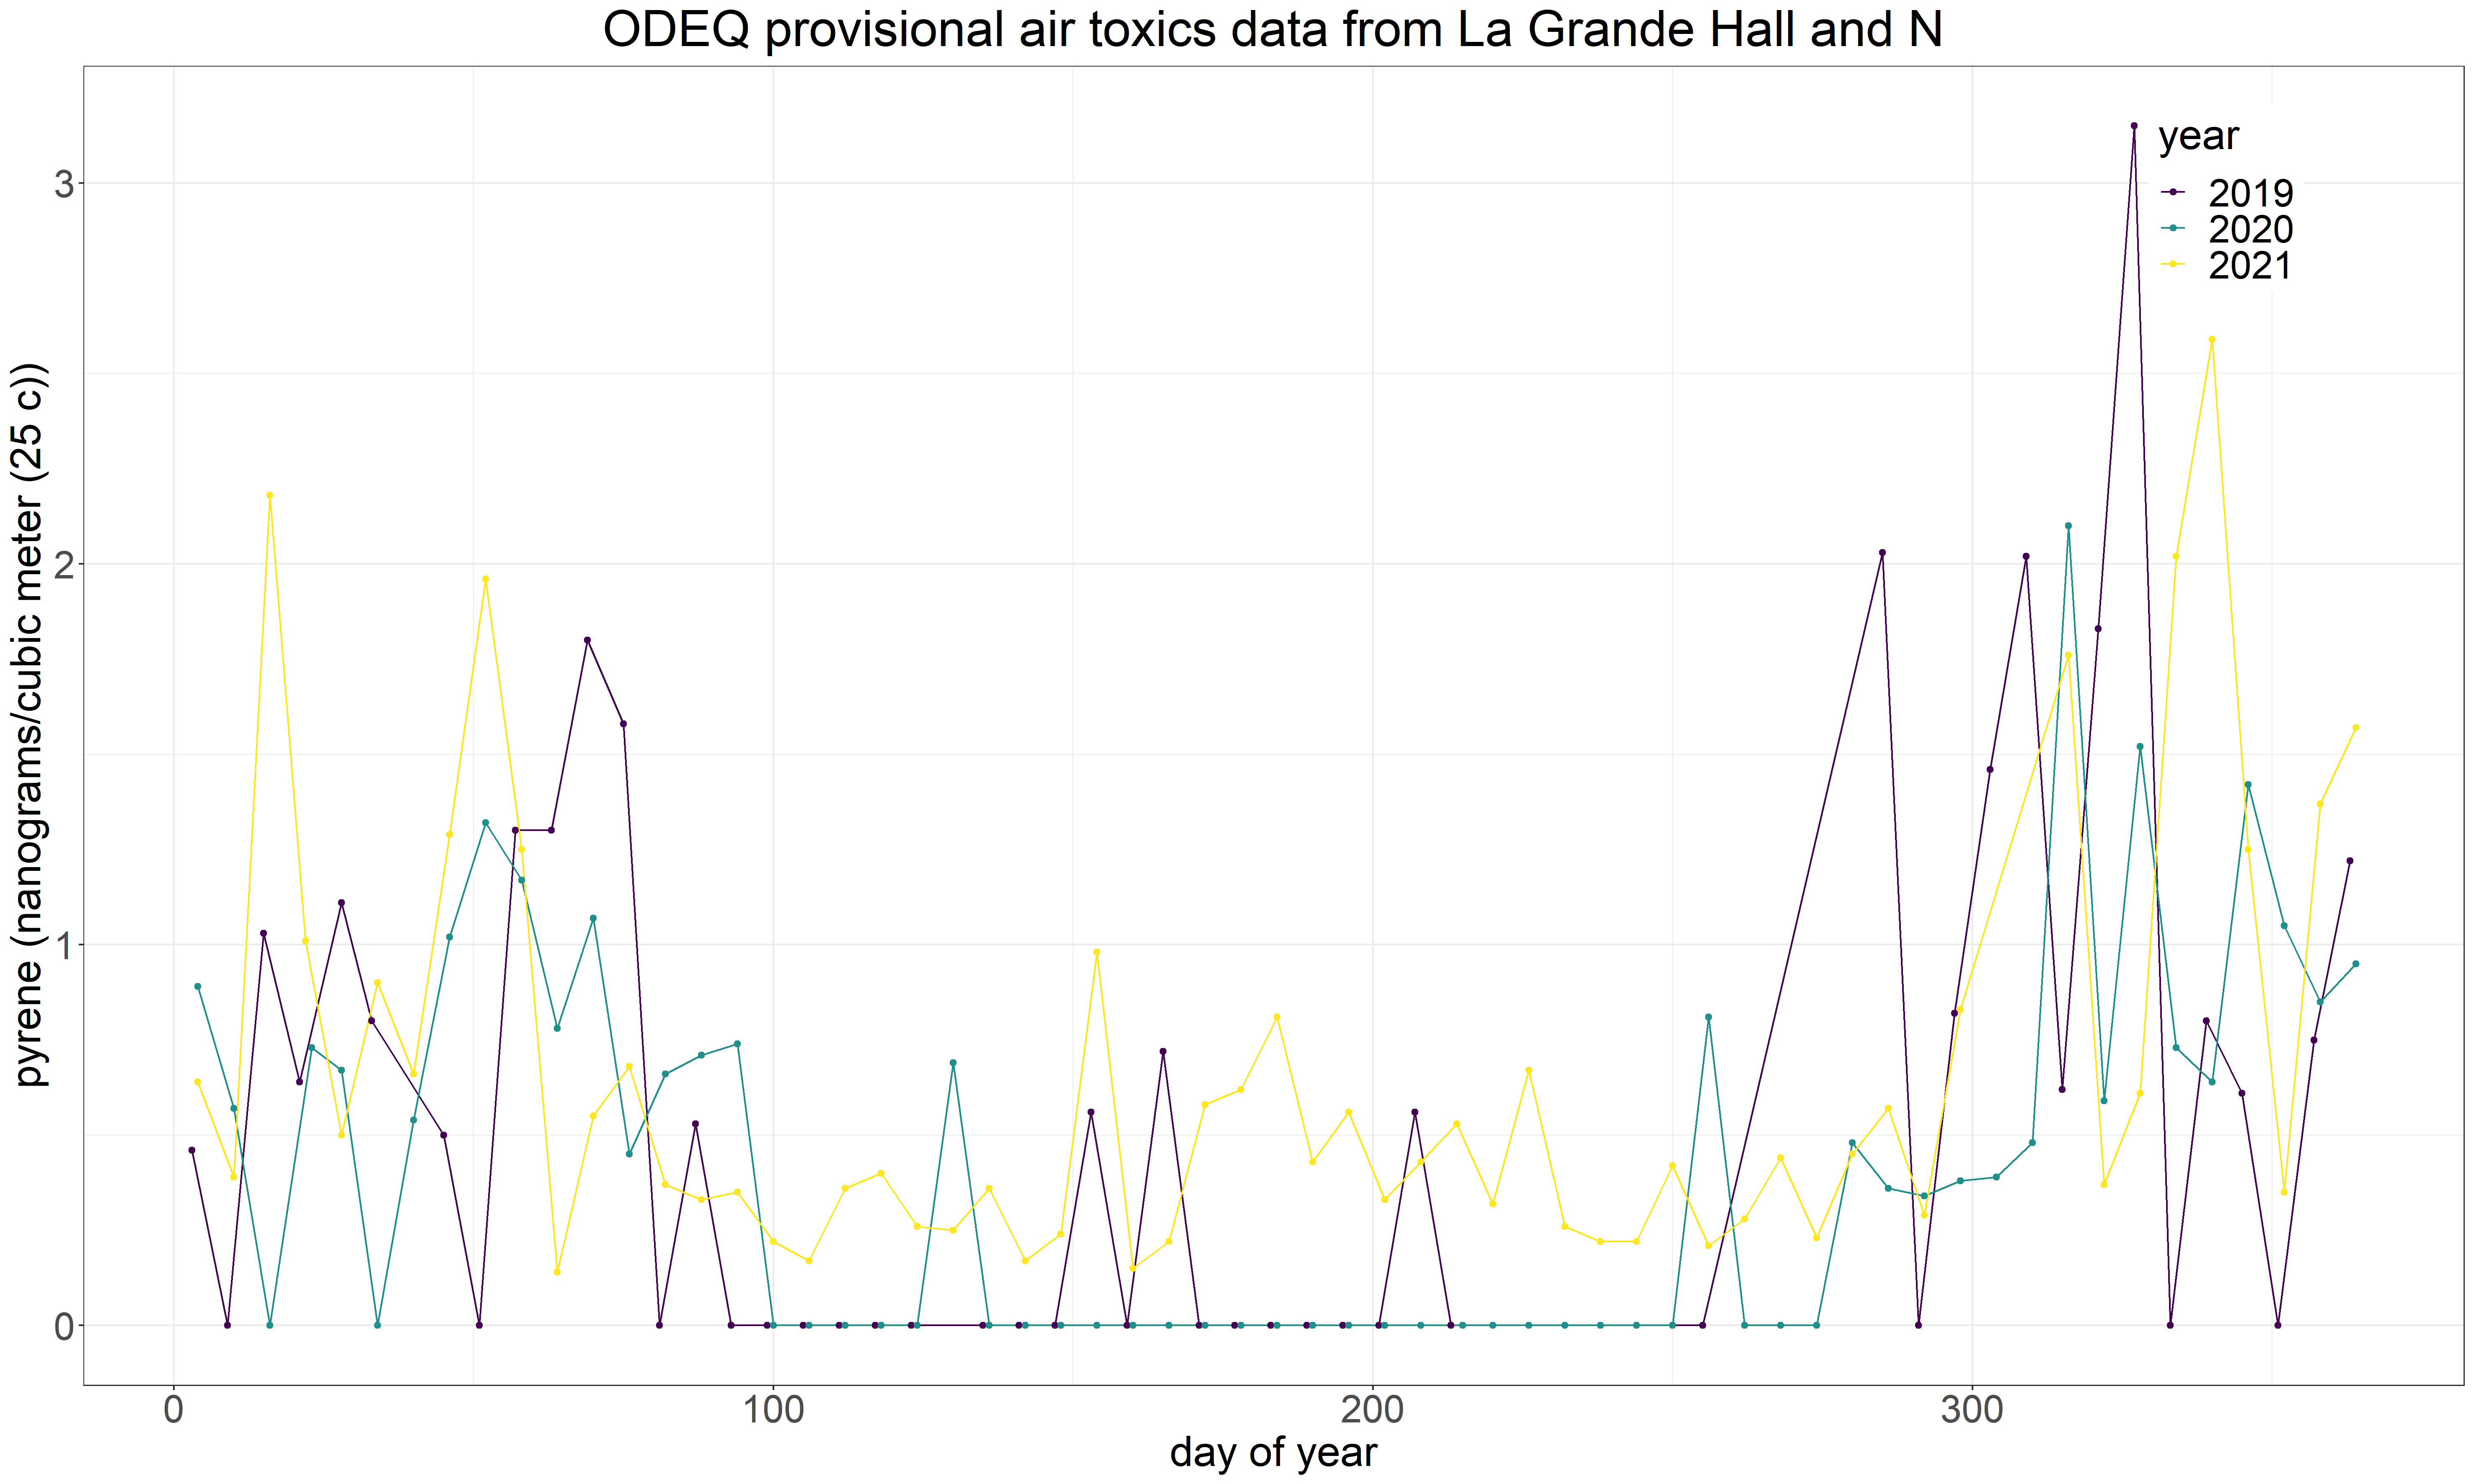 ODEQ provisional air toxics data from La Grande Hall and N
pyrene (nanograms/cubic meter (25 c))
3
2
1
0
year
2019
2020
2021
0 100 200 300
day of year